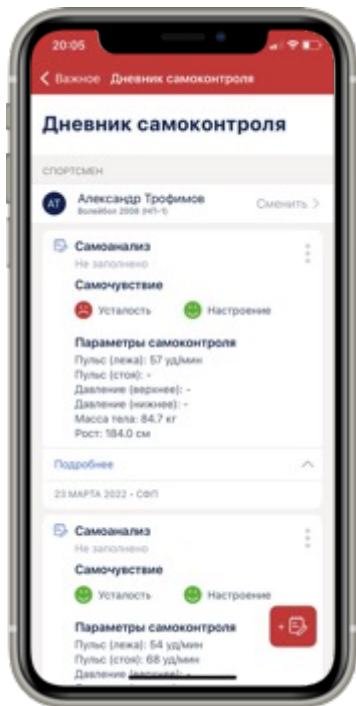 20:05
Важное Дневник самоконтроля
Дневник самоконтроля
СПОРТСМЕН
АТ
Александр Трофимов
Волейбол 2008 (НП-1)
Сменить
Самоанализ
Не заполнено
Самочувствие
Усталость Настроение
Параметры самоконтроля
Пульс (лежа): 57 уд/мин
Пульс (стоя): -
Давление (верхнее): -
Давление (нижнее): -
Масса тела: 84.7 кг
Рост: 184.0 см
Подробнее
23 МАРТА 2022 - СФП
Самоанализ
Не заполнено
Самочувствие
Усталость Настроение
Параметры самоконтроля
Пульс (лежа): 54 уд/мин
Пульс (стоя): 68 уд/мин
Давление (верхнее): -